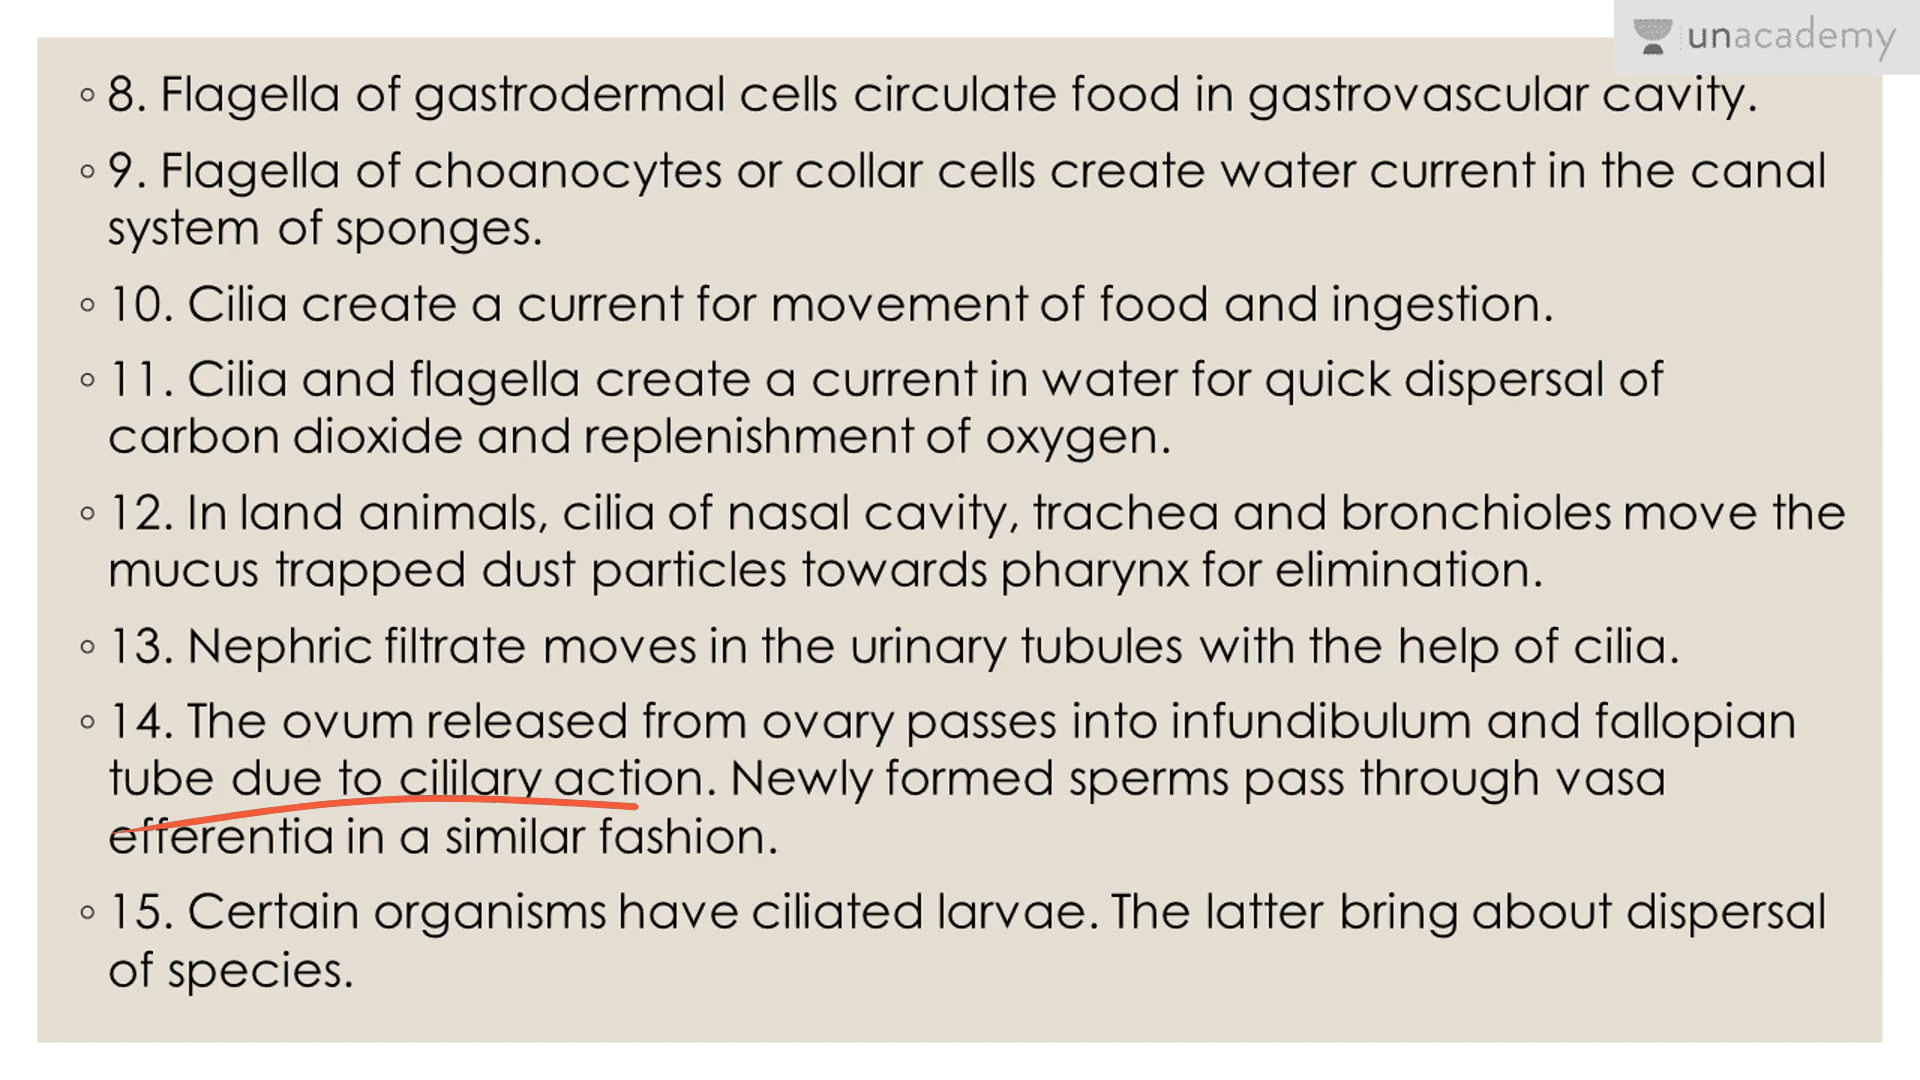 unacademy
◦ 8. Flagella of gastrodermal cells circulate food in gastrovascular cavity.
◦ 9. Flagella of choanocytes or collar cells create water current in the canal
system of sponges.
◦ 10. Cilia create a current for movement of food and ingestion.
◦ 11. Cilia and flagella create a current in water for quick dispersal of
carbon dioxide and replenishment of oxygen.
◦ 12. In land animals, cilia of nasal cavity, trachea and bronchioles move the
mucus trapped dust particles towards pharynx for elimination.
◦ 13. Nephric filtrate moves in the urinary tubules with the help of cilia.
◦ 14. The ovum released from ovary passes into infundibulum and fallopian
tube due to cililary action. Newly formed sperms pass through vasa
efferentia in a similar fashion.
◦ 15. Certain organisms have ciliated larvae. The latter bring about dispersal
of species.